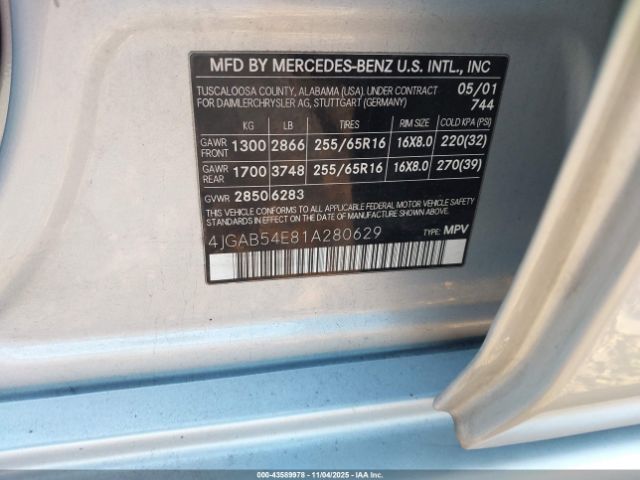 MFD BY MERCEDES-BENZ U.S. INTL., INC
TUSCALOOSA COUNTY, ALABAMA (USA), UNDER CONTRACT 05/01
FOR DAIMLERCHRYSLER AG, STUTTGART (GERMANY) 744
KG LB TIRES RIM SIZE COLD KPA (PSI)
GAWR FRONT 1300 2866 255/65R16 16X8.0 220(32)
GAWR REAR 1700 3748 255/65R16 16X8.0 270(39)
GVWR 2850 6283
THIS VEHICLE CONFORMS TO ALL APPLICABLE FEDERAL MOTOR VEHICLE SAFETY STANDARDS IN EFFECT ON THE
DATE OF MANUFACTURE SHOWN ABOVE.
4JGAB54E81A280629 TYPE: MPV
000-43589978 11/04/2025 IAAI.COM